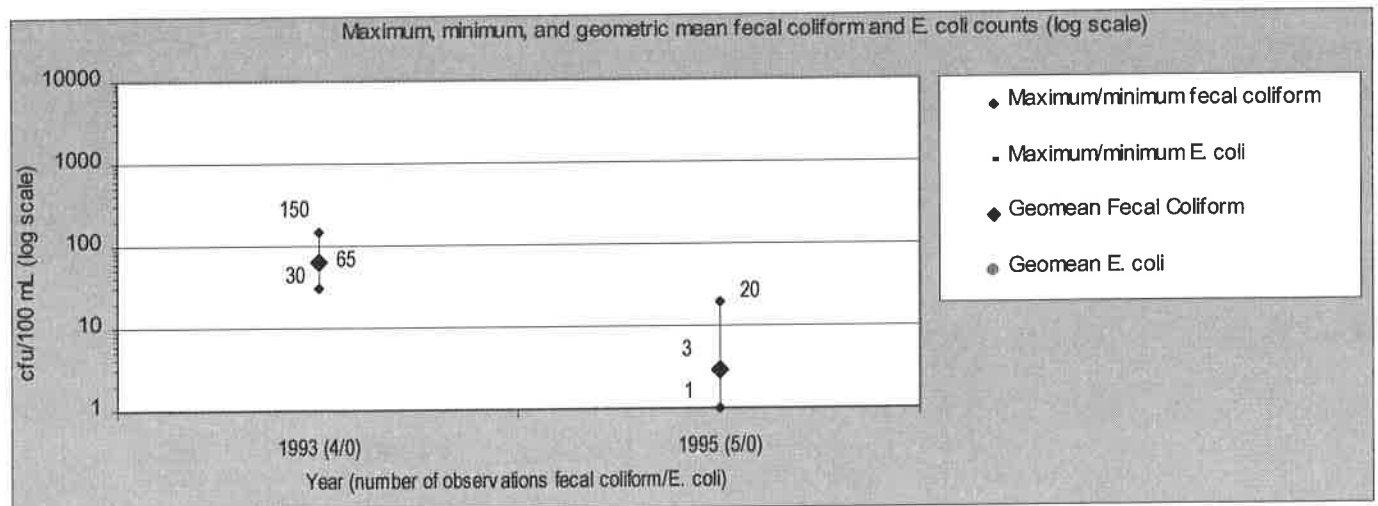 Maximum, minimum, and geometric mean fecal coliform and E. coli counts (log scale)
cfu/100 mL (log scale)
10000
1000
100
10
1
150
65
30
20
3
1
1993 (4/0)
1995 (5/0)
Year (number of observations fecal coliform/E. coli)
Maximum/minimum fecal coliform
Maximum/minimum E. coli
Geomean Fecal Coliform
Geomean E. coli